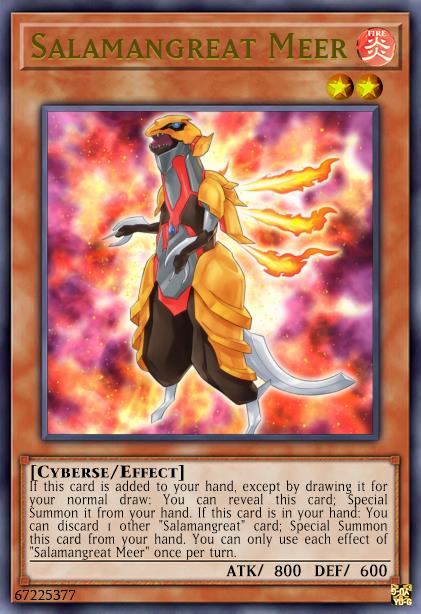 SALAMANGREAT MEER
FIRE
炎
[CYBERSE/EFFECT]
If this card is added to your hand, except by drawing it for
your normal draw: You can reveal this card; Special
Summon it from your hand. If this card is in your hand: You
can discard 1 other "Salamangreat" card; Special Summon
this card from your hand. You can only use each effect of
"Salamangreat Meer" once per turn.
ATK/ 800 DEF/ 600
67225377